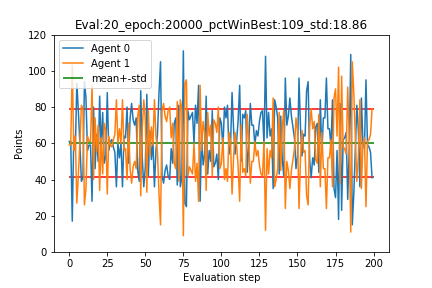 Eval:20_epoch:20000_pctWinBest:109_std:18.86
120
100
80
60
40
20
0
Points
Agent 0
Agent 1
mean+-std
0 25 50 75 100 125 150 175 200
Evaluation step